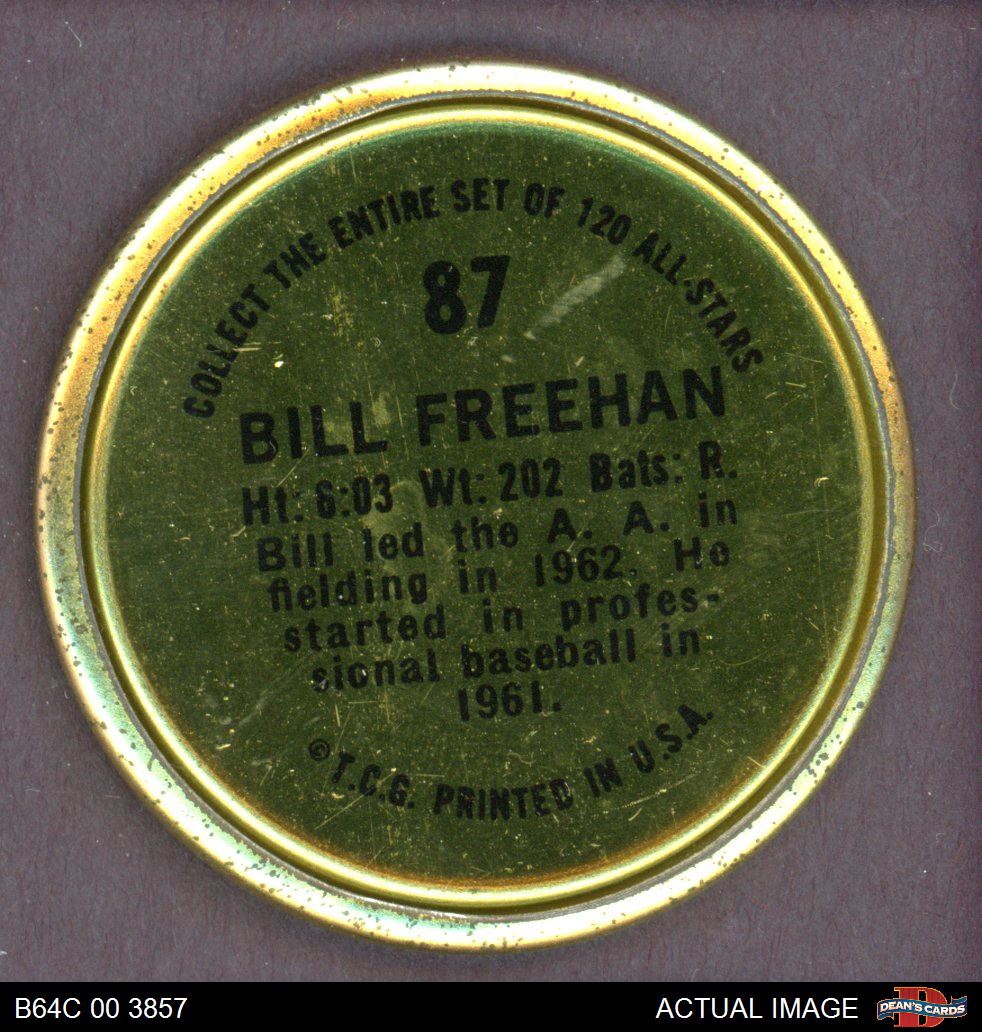 COLLECT THE ENTIRE SET OF 120 ALL-STARS
87
BILL FREEHAN
Ht: 6:03 Wt: 202 Bats: R.
Bill led the A. A. in
fielding in 1962. He
started in profes-
sional baseball in
1961.
©T.C.G. PRINTED IN U.S.A.
B64C 00 3857
ACTUAL IMAGE
DEAN'S CARDS